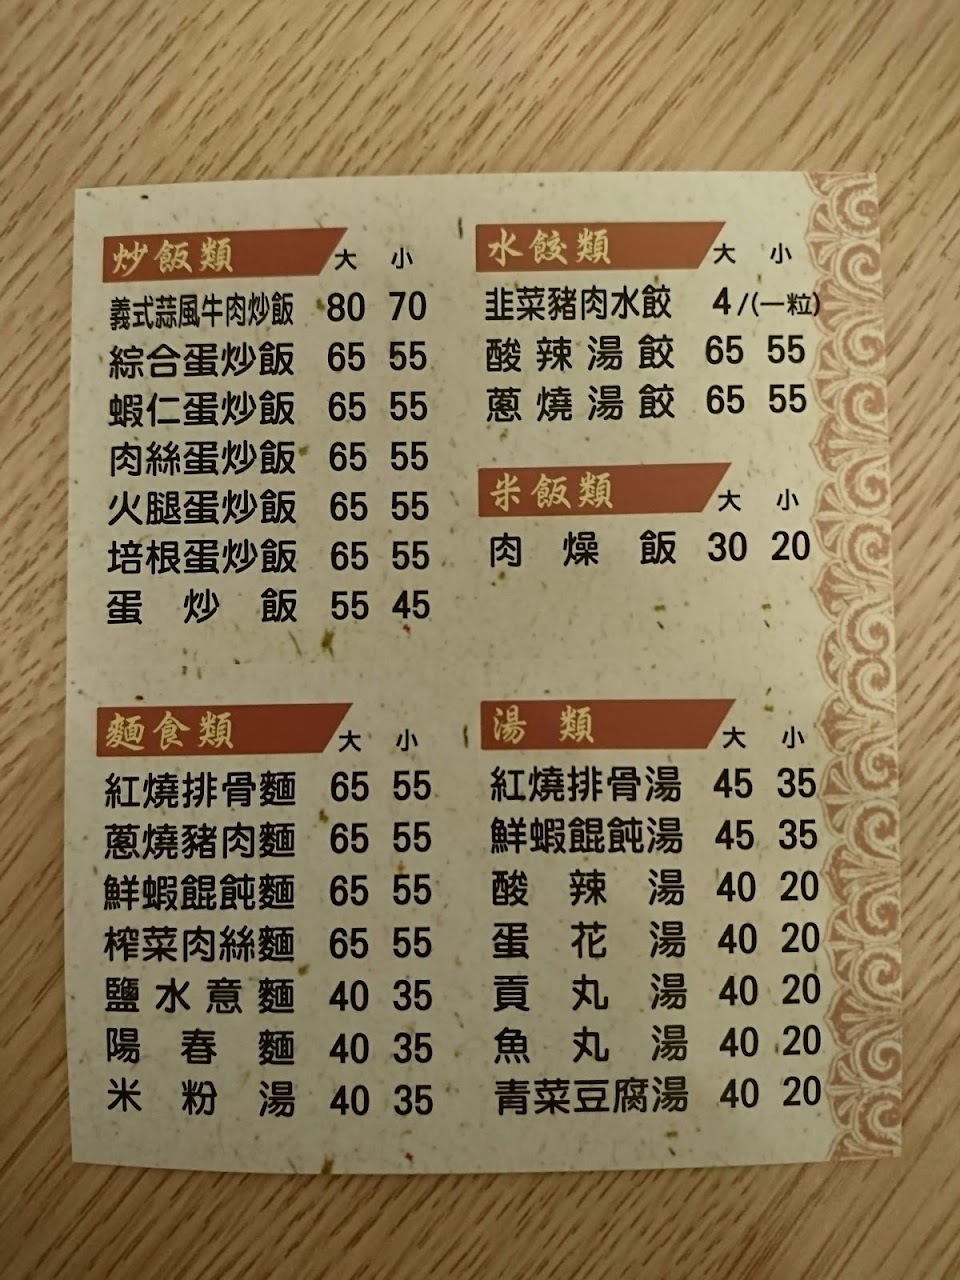 炒飯類 大 小
義式蒜風牛肉炒飯 80 70
綜合蛋炒飯 65 55
蝦仁蛋炒飯 65 55
肉絲蛋炒飯 65 55
火腿蛋炒飯 65 55
培根蛋炒飯 65 55
蛋炒飯 55 45
水餃類 大 小
韭菜豬肉水餃 4/(一粒)
酸辣湯餃 65 55
蔥燒湯餃 65 55
米飯類 大 小
肉燥飯 30 20
麵食類 大 小
紅燒排骨麵 65 55
蔥燒豬肉麵 65 55
鮮蝦餛飩麵 65 55
榨菜肉絲麵 65 55
鹽水意麵 40 35
陽春麵 40 35
米粉湯 40 35
湯類 大 小
紅燒排骨湯 45 35
鮮蝦餛飩湯 45 35
酸辣湯 40 20
蛋花湯 40 20
貢丸湯 40 20
魚丸湯 40 20
青菜豆腐湯 40 20